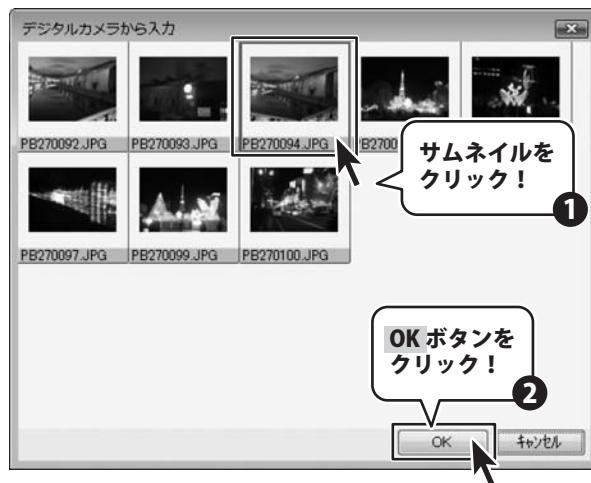 デジタルカメラから入力
PB270092.JPG PB270093.JPG PB270094.JPG PB2700
サムネイルを
クリック！
1
PB270097.JPG PB270099.JPG PB270100.JPG
OK ボタンを
クリック！
2
OK キャンセル